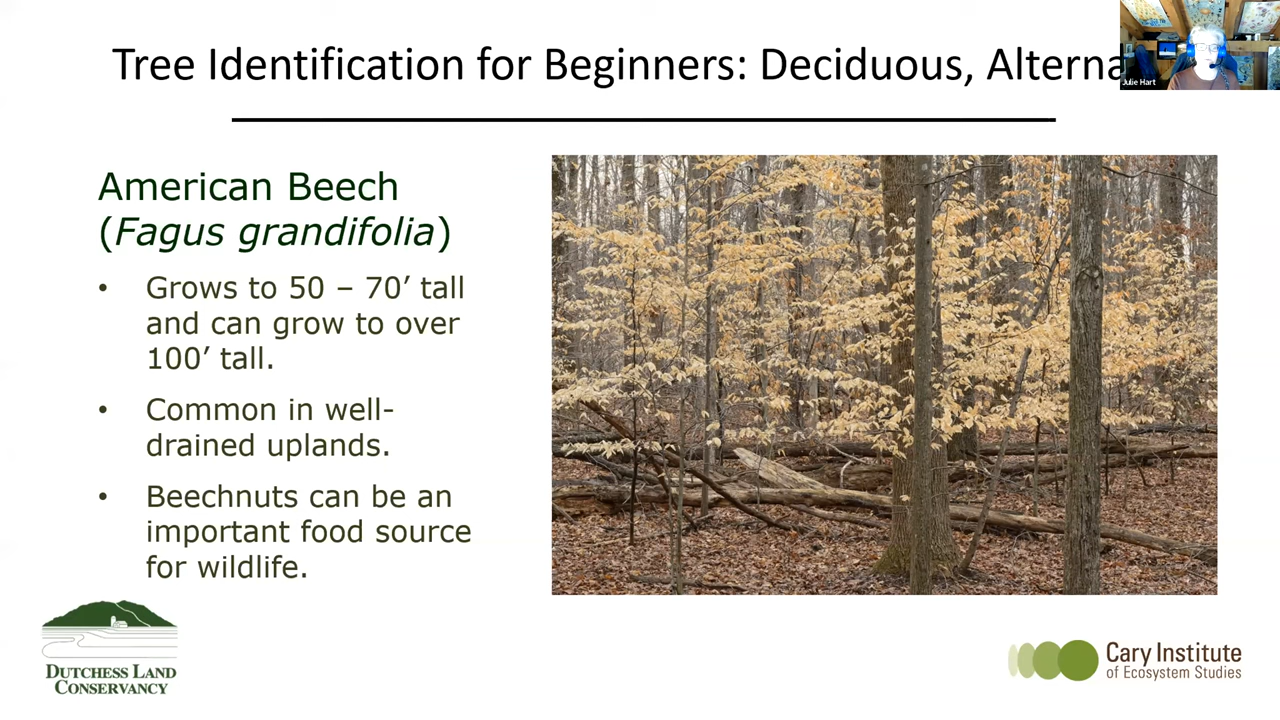 Tree Identification for Beginners: Deciduous, Alterna
Julie Hart
American Beech
(Fagus grandifolia)
• Grows to 50 – 70’ tall
and can grow to over
100’ tall.
• Common in well-
drained uplands.
• Beechnuts can be an
important food source
for wildlife.
DUTCHESS LAND
CONSERVANCY
Cary Institute
of Ecosystem Studies